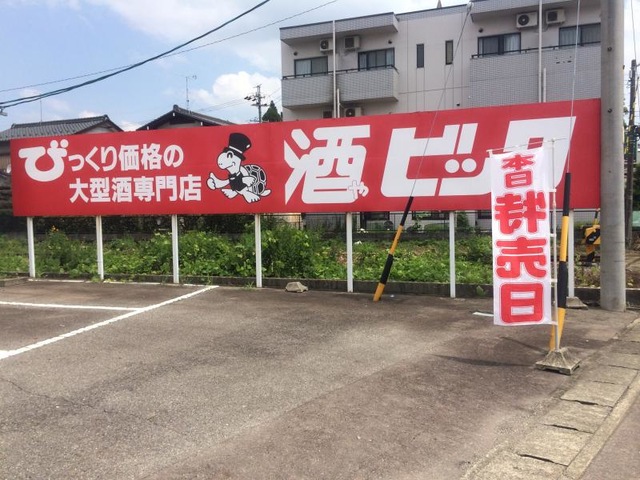 びっくり価格の
大型酒専門店
酒やビック
本日特売日